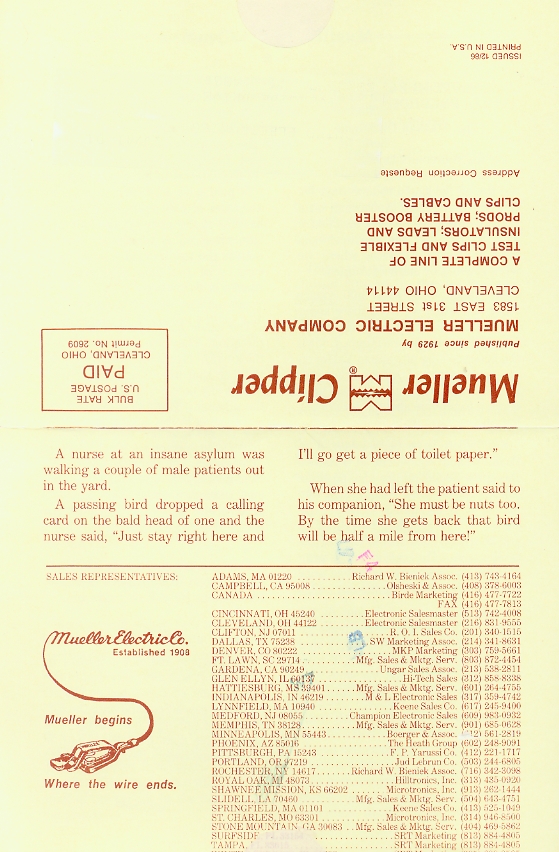 ISSUED 12/86
PRINTED IN U.S.A.
Address Correction Requeste
A COMPLETE LINE OF
TEST CLIPS AND FLEXIBLE
INSULATORS; LEADS AND
PRODS; BATTERY BOOSTER
CLIPS AND CABLES.
MUELLER ELECTRIC COMPANY
1583 EAST 31st STREET
CLEVELAND, OHIO 44114
Published since 1929 by
Mueller Clipper®
BULK RATE
U.S. POSTAGE
PAID
CLEVELAND, OHIO
Permit No. 2609
A nurse at an insane asylum was
walking a couple of male patients out
in the yard.
A passing bird dropped a calling
card on the bald head of one and the
nurse said, “Just stay right here and
I’ll go get a piece of toilet paper.”
When she had left the patient said to
his companion, “She must be nuts too.
By the time she gets back that bird
will be half a mile from here!”
SALES REPRESENTATIVES:
Mueller Electric Co.
Established 1908
Mueller begins
Where the wire ends.
ADAMS, MA 01220 .......... Richard W. Bieniek Assoc. (413) 743-4164
CAMPBELL, CA 95008 .......... Olsheski & Assoc. (408) 378-6003
CANADA .......... Birde Marketing (416) 477-7722
FAX (416) 477-7813
CINCINNATI, OH 45240 .......... Electronic Salesmaster (513) 742-4008
CLEVELAND, OH 44122 .......... Electronic Salesmaster (216) 831-9555
CLIFTON, NJ 07011 .......... R. O. I. Sales Co. (201) 340-1515
DALLAS, TX 75238 .......... SW Marketing Assoc. (214) 341-8631
DENVER, CO 80222 .......... MKP Marketing (303) 759-5661
FT. LAWN, SC 29714 .......... Mfg. Sales & Mktg. Serv. (803) 872-4454
GARDENA, CA 90249 .......... Ungar Sales Assoc. (213) 538-2811
GLEN ELLYN, IL 60137 .......... Hi-Tech Sales (312) 858-8338
HATTIESBURG, MS 39401 .......... Mfg. Sales & Mktg. Serv. (601) 264-4755
INDIANAPOLIS, IN 46219 .......... M & I Electronic Sales (317) 359-4742
LYNNFIELD, MA 10940 .......... Keene Sales Co. (617) 245-9400
MEDFORD, NJ 08055 .......... Champion Electronic Sales (609) 983-0932
MEMPHIS, TN 38128 .......... Mfg. Sales & Mktg. Serv. (901) 685-0628
MINNEAPOLIS, MN 55443 .......... Boerger & Assoc. (612) 561-2819
PHOENIX, AZ 85016 .......... The Heath Group (602) 248-9091
PITTSBURGH, PA 15243 .......... F. P. Yarussi Co. (412) 221-1717
PORTLAND, OR 97219 .......... Jud Lebrun Co. (503) 244-6805
ROCHESTER, NY 14617 .......... Richard W. Bieniek Assoc. (716) 342-3098
ROYAL OAK, MI 48073 .......... Hilltronics, Inc. (313) 435-0920
SHAWNEE MISSION, KS 66202 .......... Microtronics, Inc. (913) 262-1444
SLIDELL, LA 70460 .......... Mfg. Sales & Mktg. Serv. (504) 643-4751
SPRINGFIELD, MA 01101 .......... Keene Sales Co. (413) 525-1049
ST. CHARLES, MO 63301 .......... Microtronics, Inc. (314) 946-8500
STONE MOUNTAIN, GA 30083 .......... Mfg. Sales & Mktg. Serv. (404) 469-5862
SURFSIDE .......... SRT Marketing (813) 884-4805
TAMPA, .......... SRT Marketing (813) 884-4805